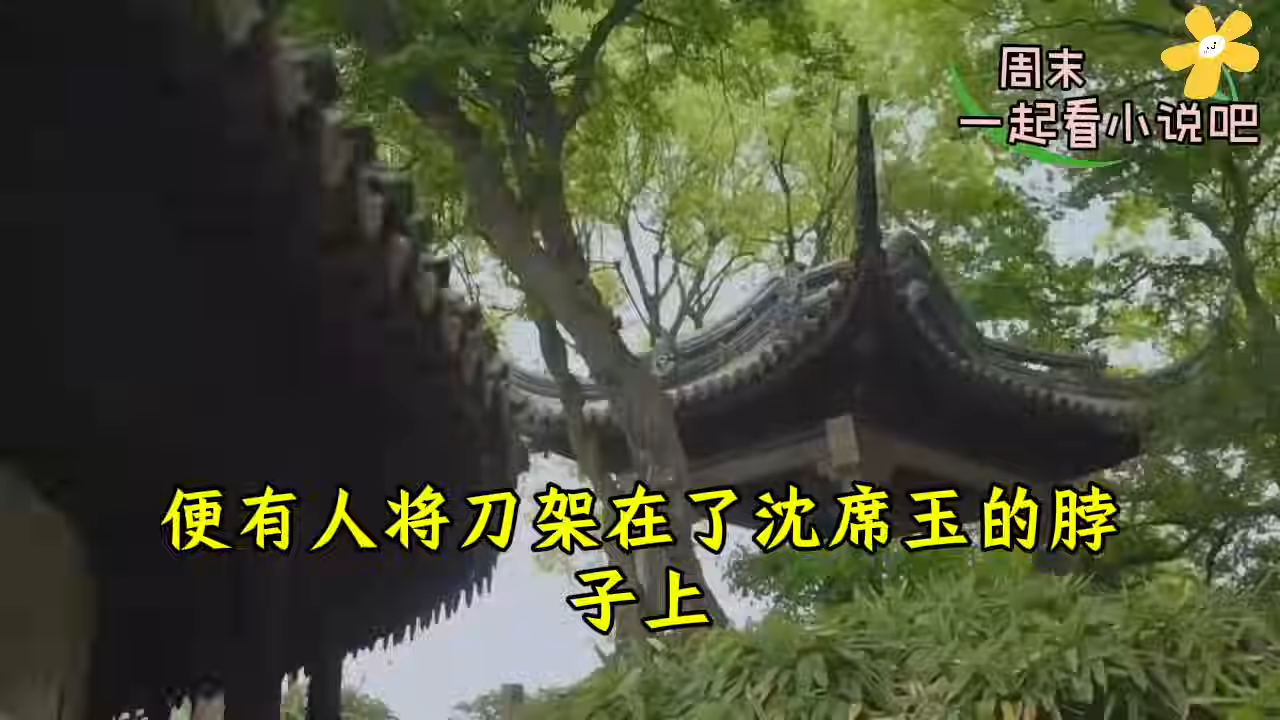 周末
一起看小说吧
便有人将刀架在了沈席玉的脖
子上